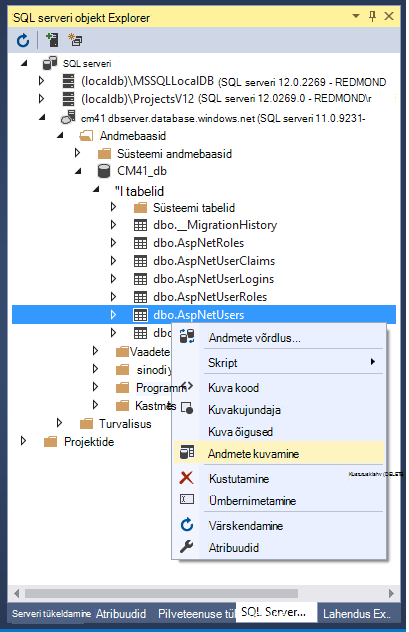 SQL serveri objekt Explorer
SQL serveri
(localdb)\MSSQLLocalDB (SQL serveri 12.0.2269 - REDMOND
(localdb)\ProjectsV12 (SQL serveri 12.0269.0 - REDMOND\r
cm41 dbserver.database.windows.net (SQL serveri 11.0.9231-
Andmebaasid
Süsteemi andmebaasid
CM41_db
"I tabelid
Süsteemi tabelid
dbo.__MigrationHistory
dbo.AspNetRoles
dbo.AspNetUserClaims
dbo.AspNetUserLogins
dbo.AspNetUserRoles
dbo.AspNetUsers
dbo
Vaadete
sinodiy
Programm
Kastmes
Turvalisus
Projektide
Andmete võrdlus...
Skript
Kuva kood
Kuvakujundaja
Kuva õigused
Andmete kuvamine
Kustutamine
Ümbernimetamine
Värskendamine
Atribuudid
Serveri tükeldamine Atribuudid Pilveteenuse tük SQL Server... Lahendus Ex..